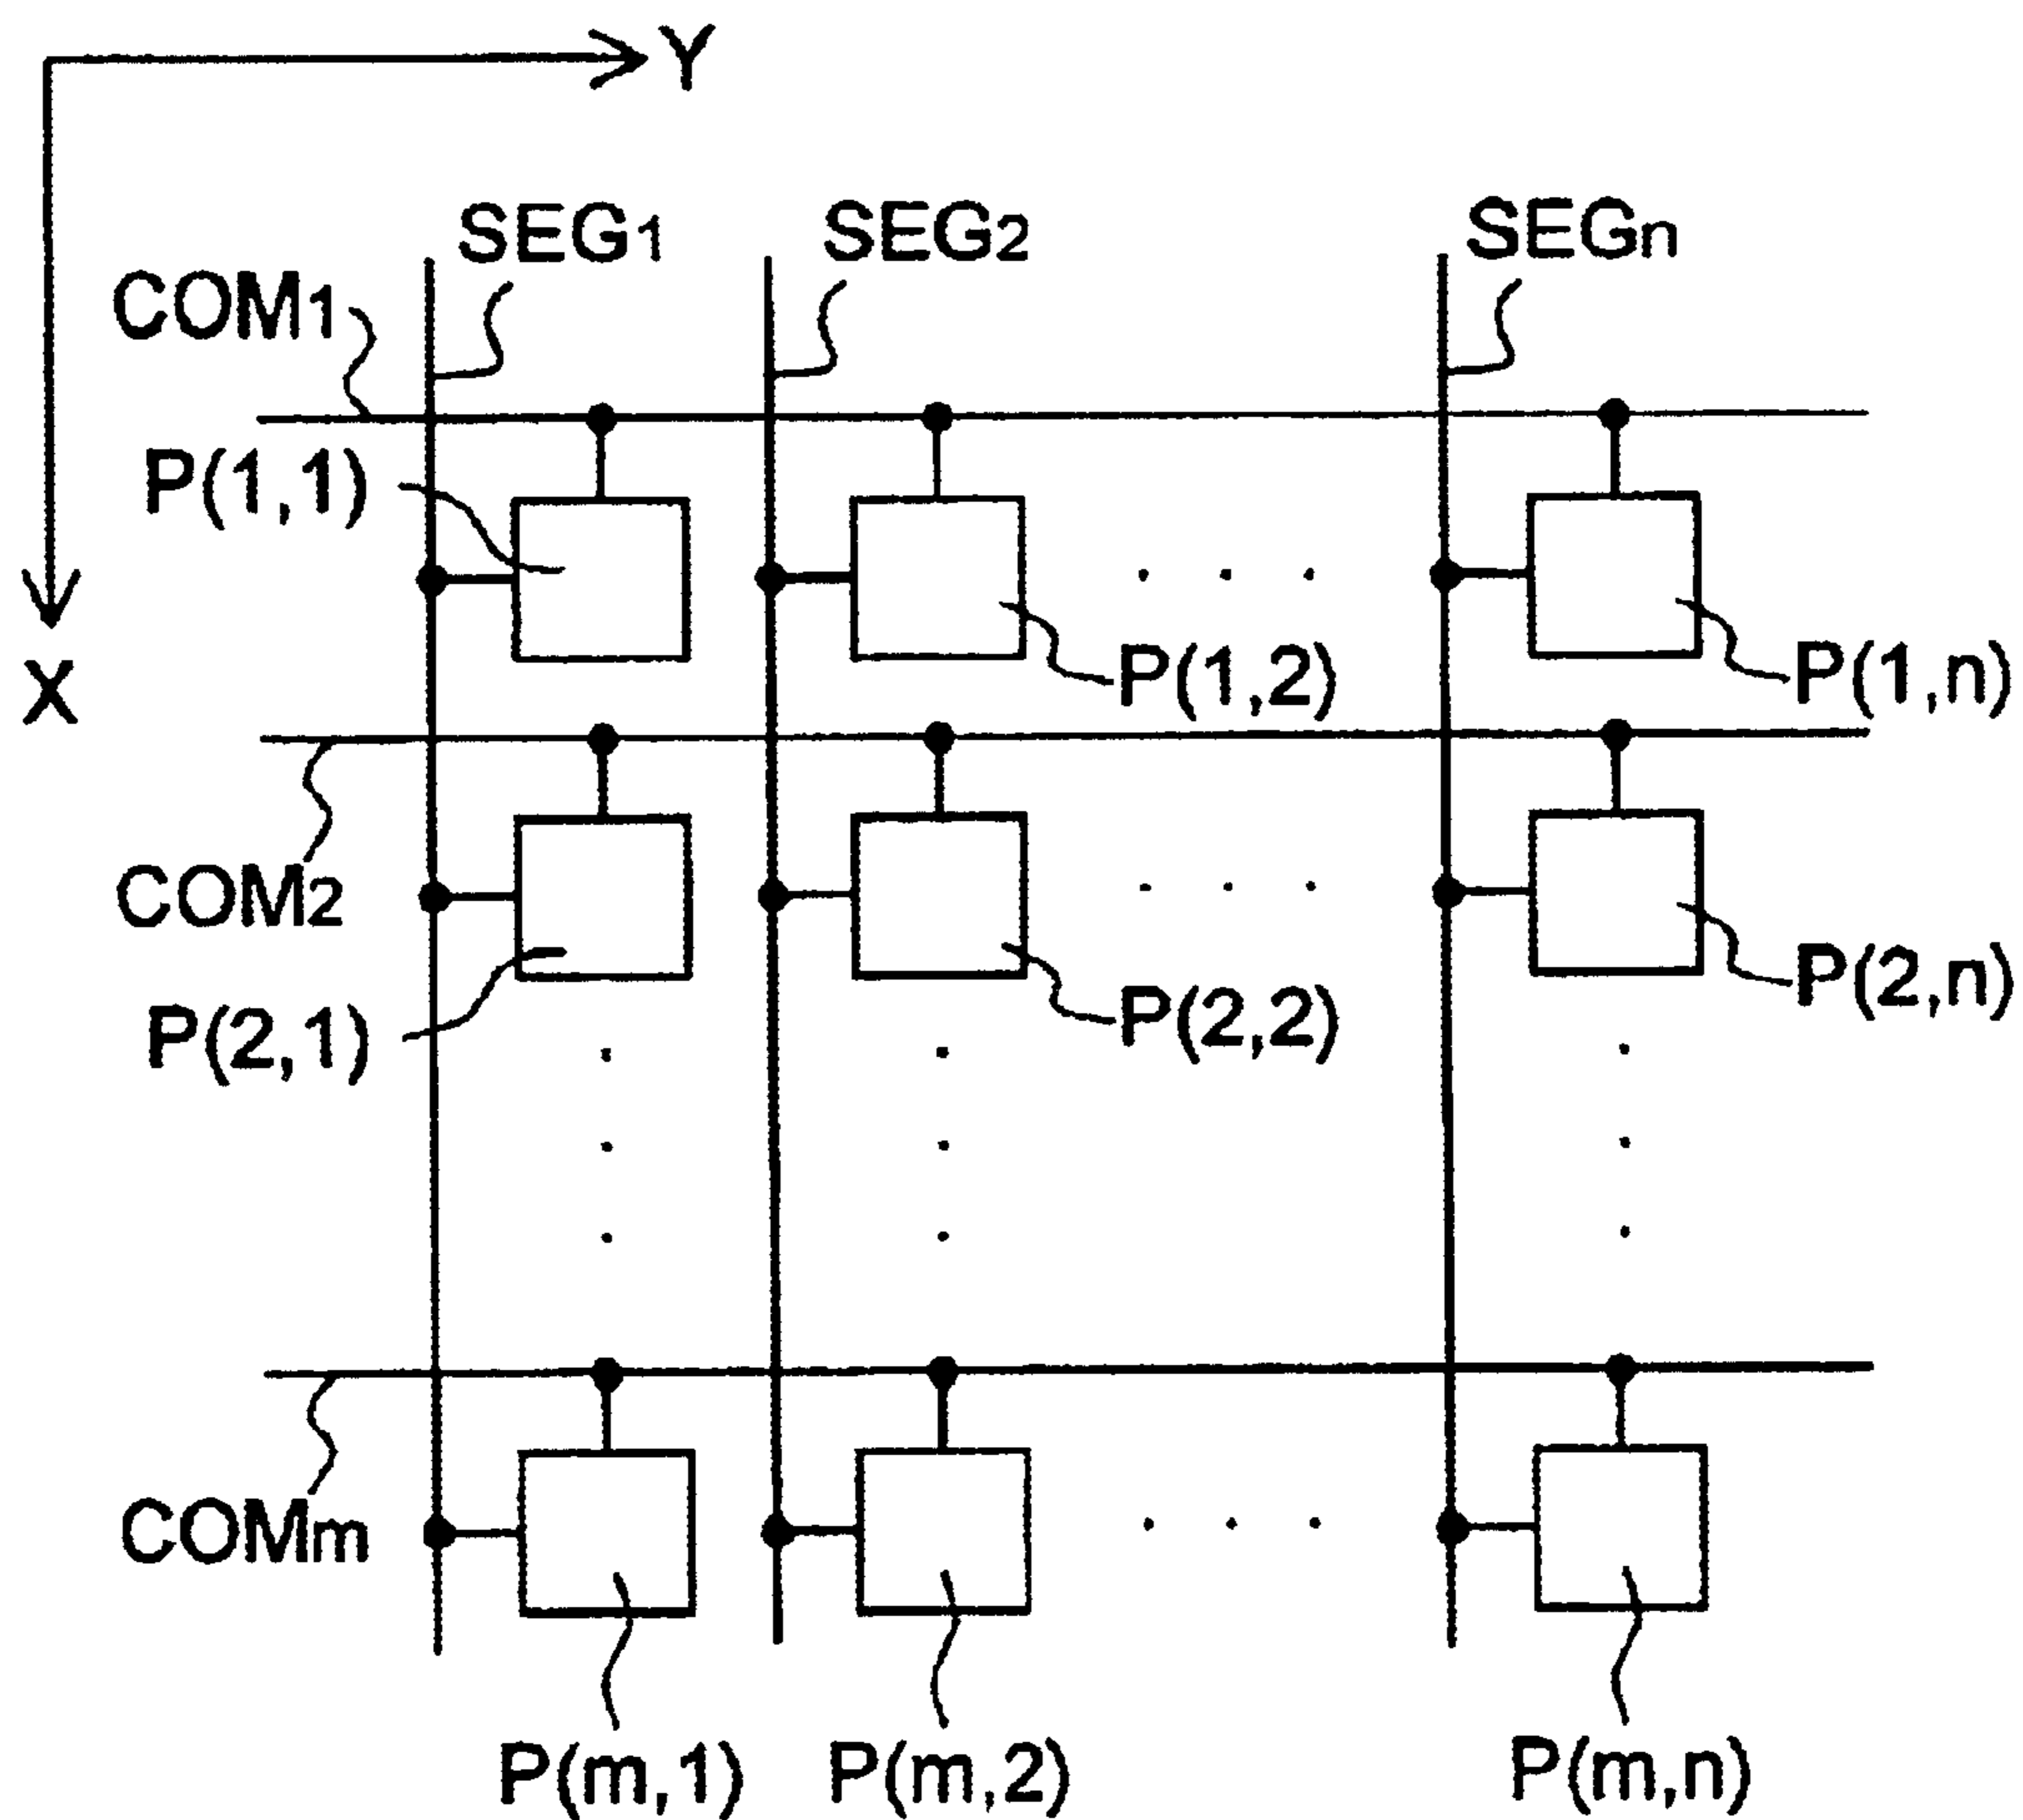 Y
SEG1 SEG2 SEGn
COM1
P(1,1)
X
P(1,2) P(1,n)
COM2
P(2,1) P(2,2) P(2,n)
COMm
P(m,1) P(m,2) P(m,n)